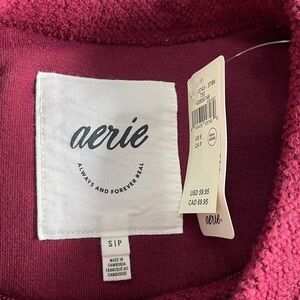 aerie
ALWAYS AND FOREVER REAL
S|P
MADE IN
CAMBODIA
FABRIQUÉ AU
CAMBODGE
US S
CA P
USD 59.95
CAD 69.95
aerie